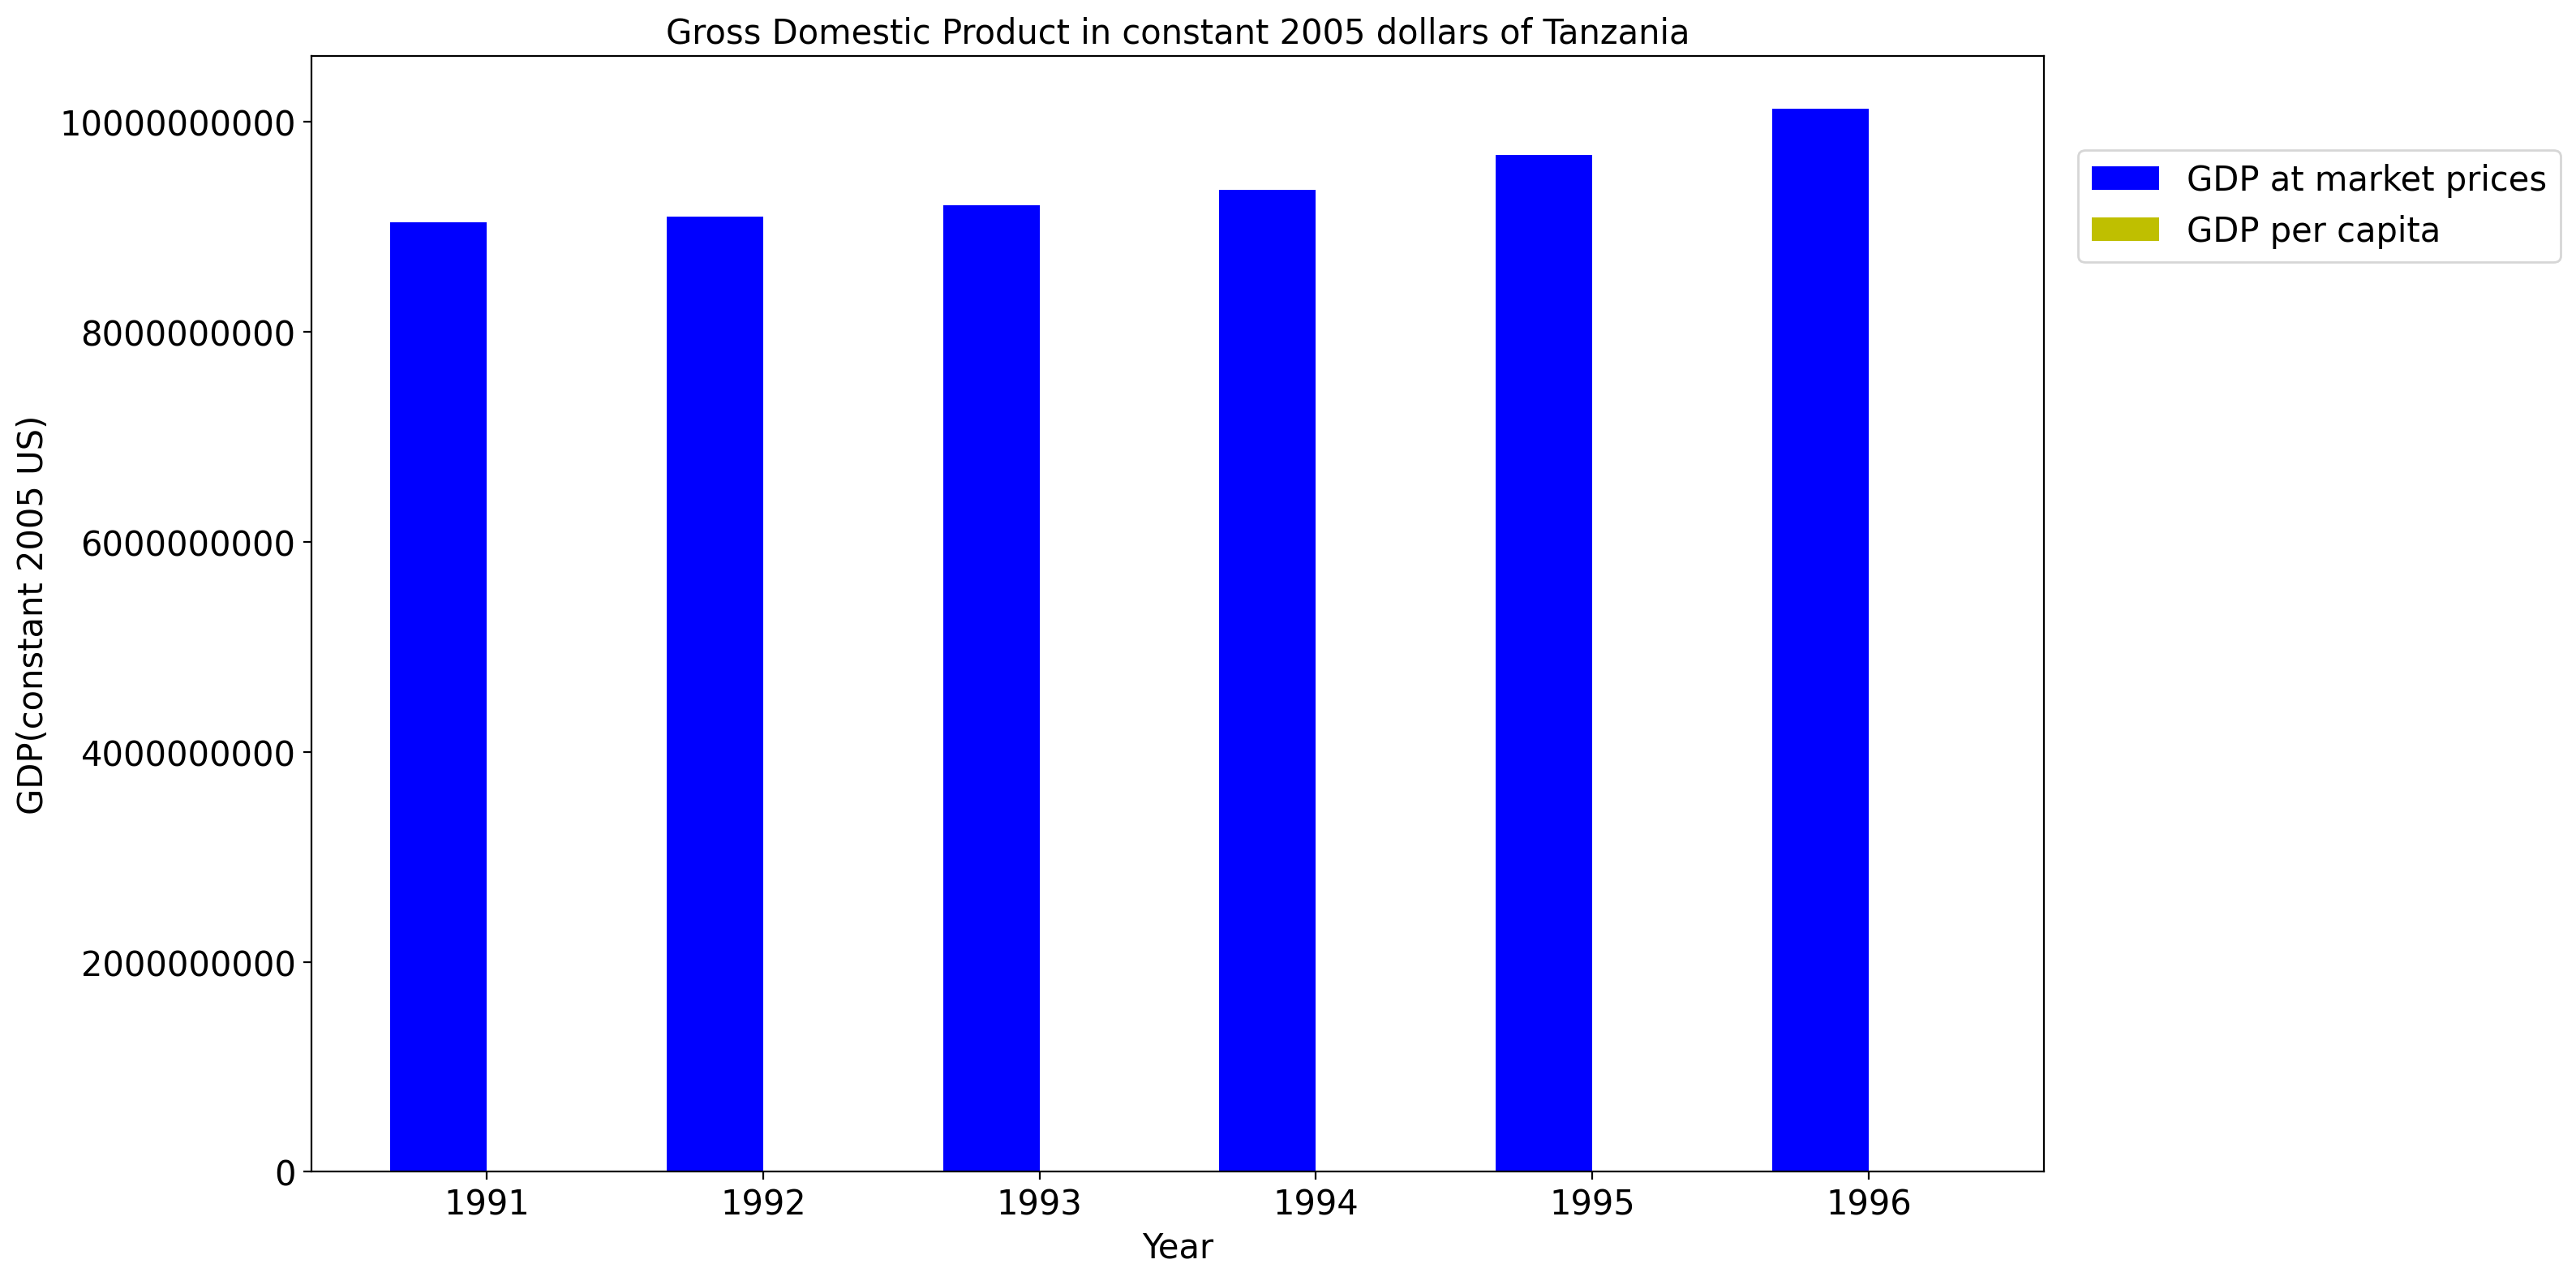 Gross Domestic Product in constant 2005 dollars of Tanzania
GDP(constant 2005 US)
10000000000
8000000000
6000000000
4000000000
2000000000
0
1991 1992 1993 1994 1995 1996
Year
GDP at market prices
GDP per capita